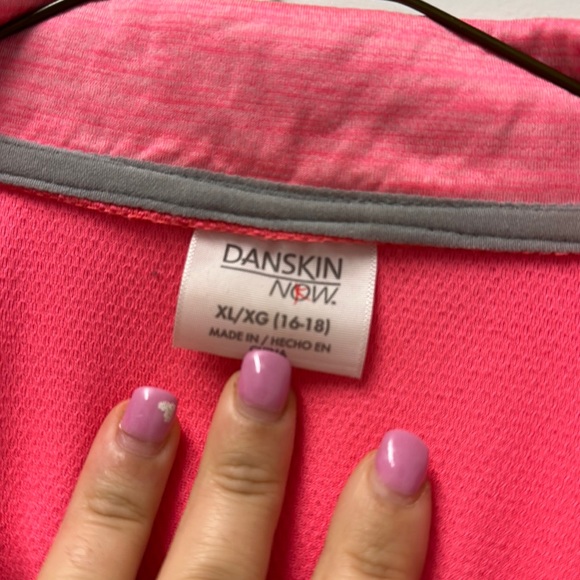 DANSKIN
NOW.
XL/XG (16-18)
MADE IN / HECHO EN